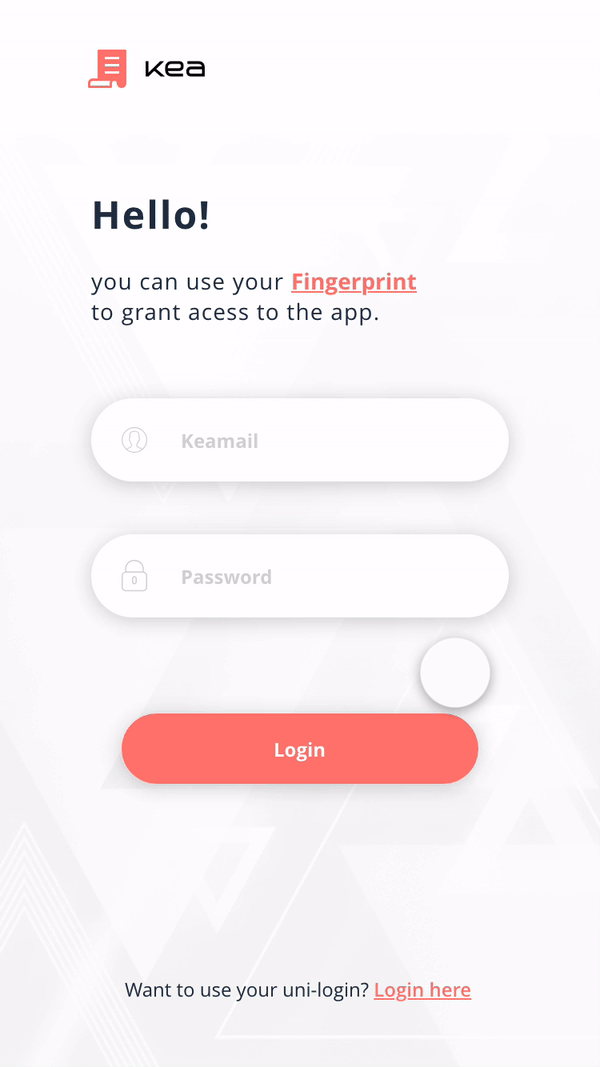 kea
Hello!
you can use your Fingerprint
to grant acess to the app.
Keamail
0
Password
Login
Want to use your uni-login? Login here